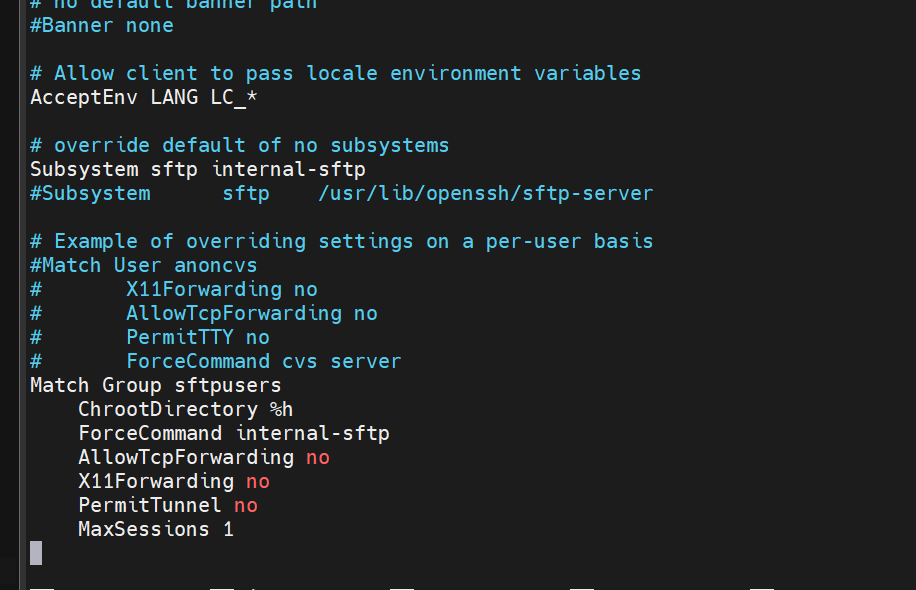 # no default banner path
#Banner none
# Allow client to pass locale environment variables
AcceptEnv LANG LC_*
# override default of no subsystems
Subsystem sftp internal-sftp
#Subsystem      sftp    /usr/lib/openssh/sftp-server
# Example of overriding settings on a per-user basis
#Match User anoncvs
#       X11Forwarding no
#       AllowTcpForwarding no
#       PermitTTY no
#       ForceCommand cvs server
Match Group sftpusers
    ChrootDirectory %h
    ForceCommand internal-sftp
    AllowTcpForwarding no
    X11Forwarding no
    PermitTunnel no
    MaxSessions 1